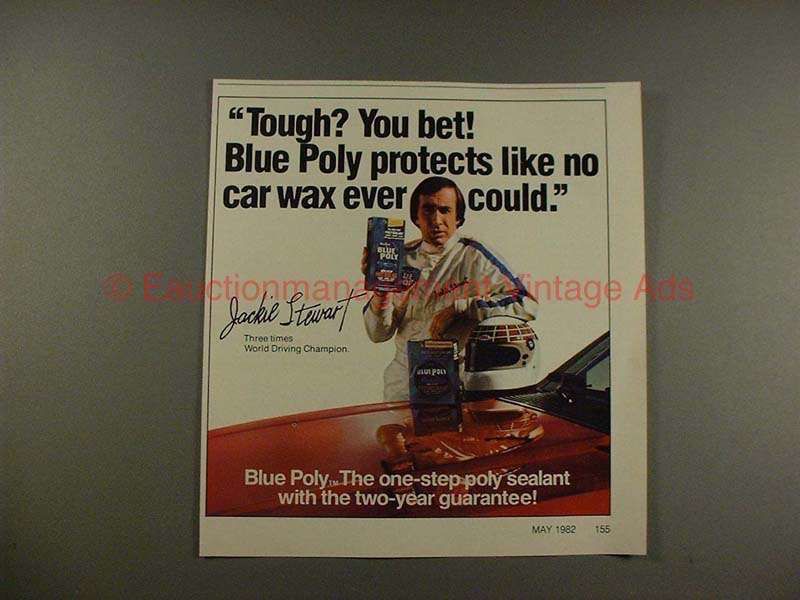 “Tough? You bet!
Blue Poly protects like no
car wax ever could.”
BLUE
POLY
© Eauctionmanagement Vintage Ads
Jackie Stewart
Three times
World Driving Champion.
BLUE POLY
Blue Poly™ The one-step poly sealant
with the two-year guarantee!
MAY 1982 155